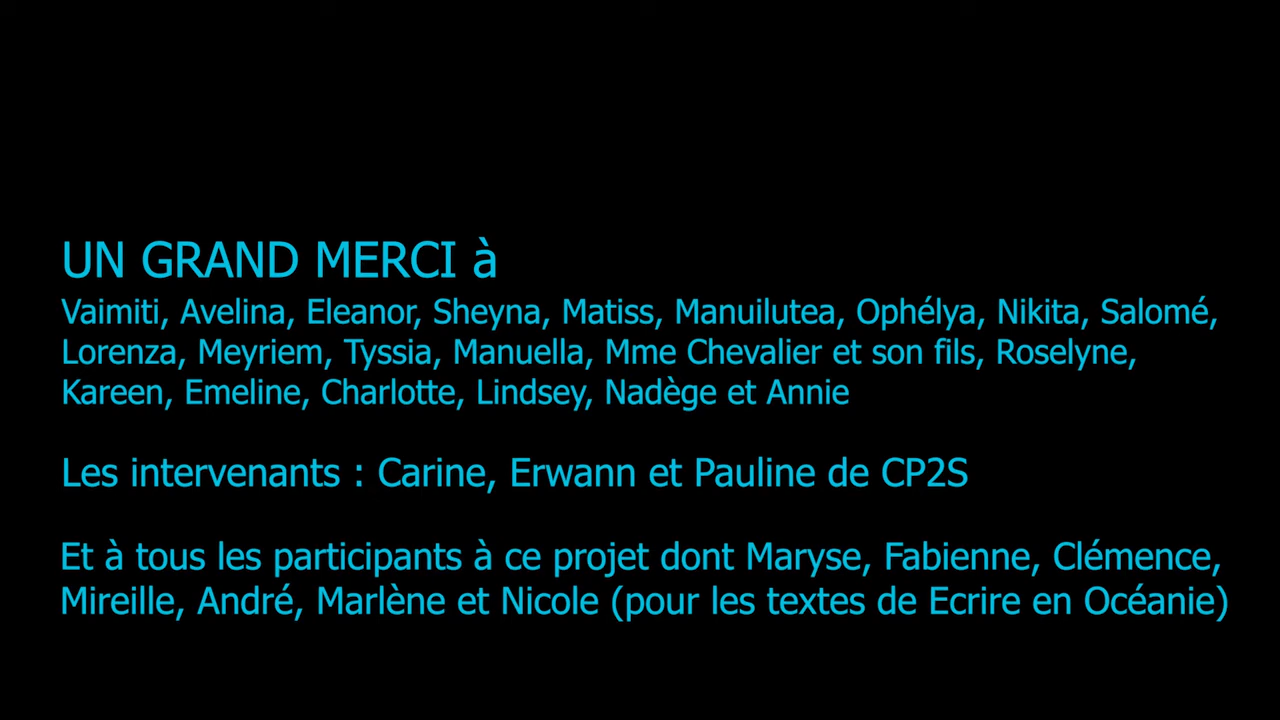 UN GRAND MERCI à
Vaimiti, Avelina, Eleanor, Sheyna, Matiss, Manuilutea, Ophélya, Nikita, Salomé,
Lorenza, Meyriem, Tyssia, Manuella, Mme Chevalier et son fils, Roselyne,
Kareen, Emeline, Charlotte, Lindsey, Nadège et Annie
Les intervenants : Carine, Erwann et Pauline de CP2S
Et à tous les participants à ce projet dont Maryse, Fabienne, Clémence,
Mireille, André, Marlène et Nicole (pour les textes de Ecrire en Océanie)